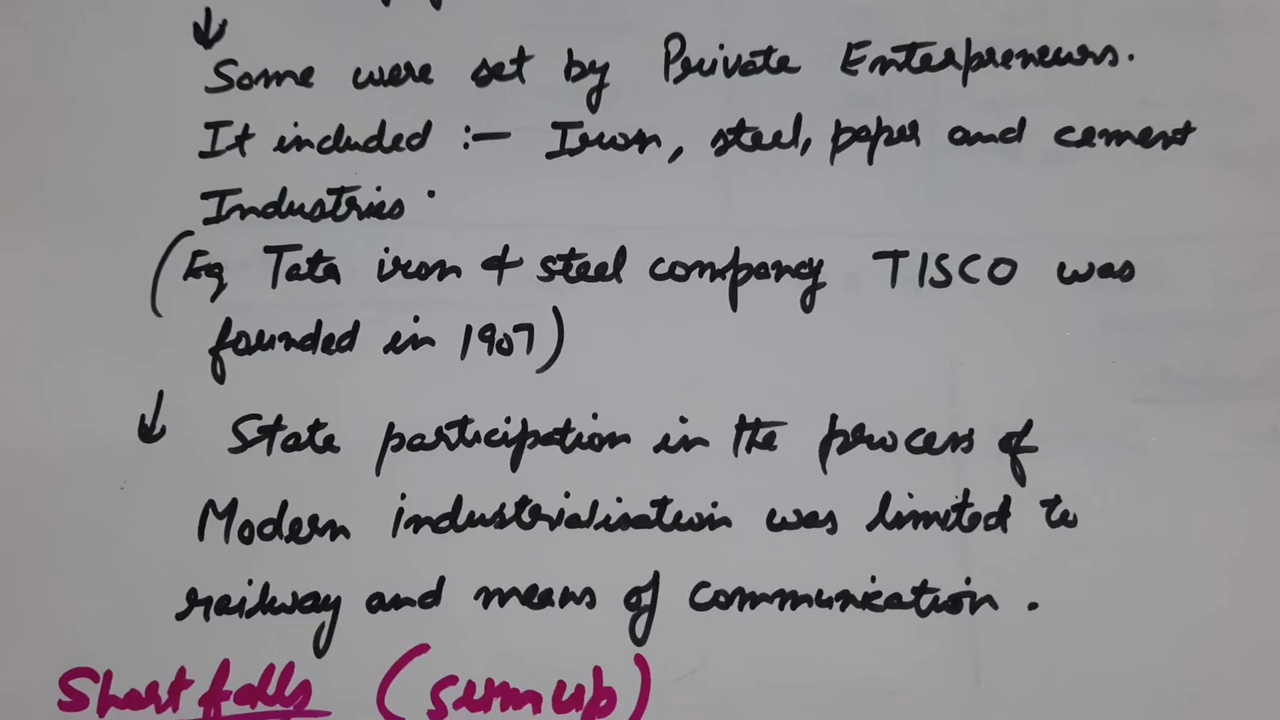 Some were set by Private Enterpreneurs.
It included :- Iron, steel, paper and cement
Industries.
(Eg Tata iron & steel company TISCO was
founded in 1907)
State participation in the process of
Modern industrialisation was limited to
railway and means of communication.
Short falls (sum up)